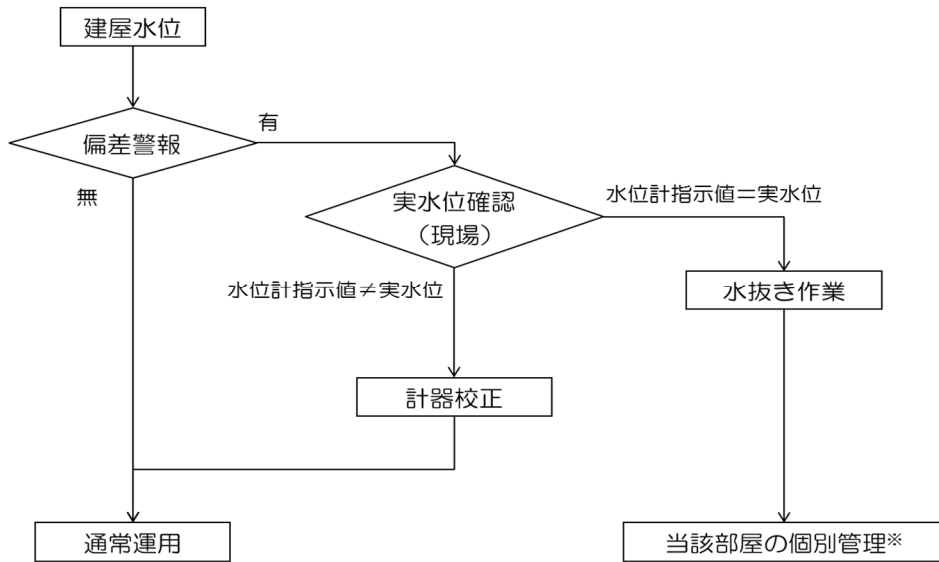 建屋水位
偏差警報
有
無
実水位確認
（現場）
水位計指示値＝実水位
水位計指示値≠実水位
水抜き作業
計器校正
通常運用
当該部屋の個別管理※